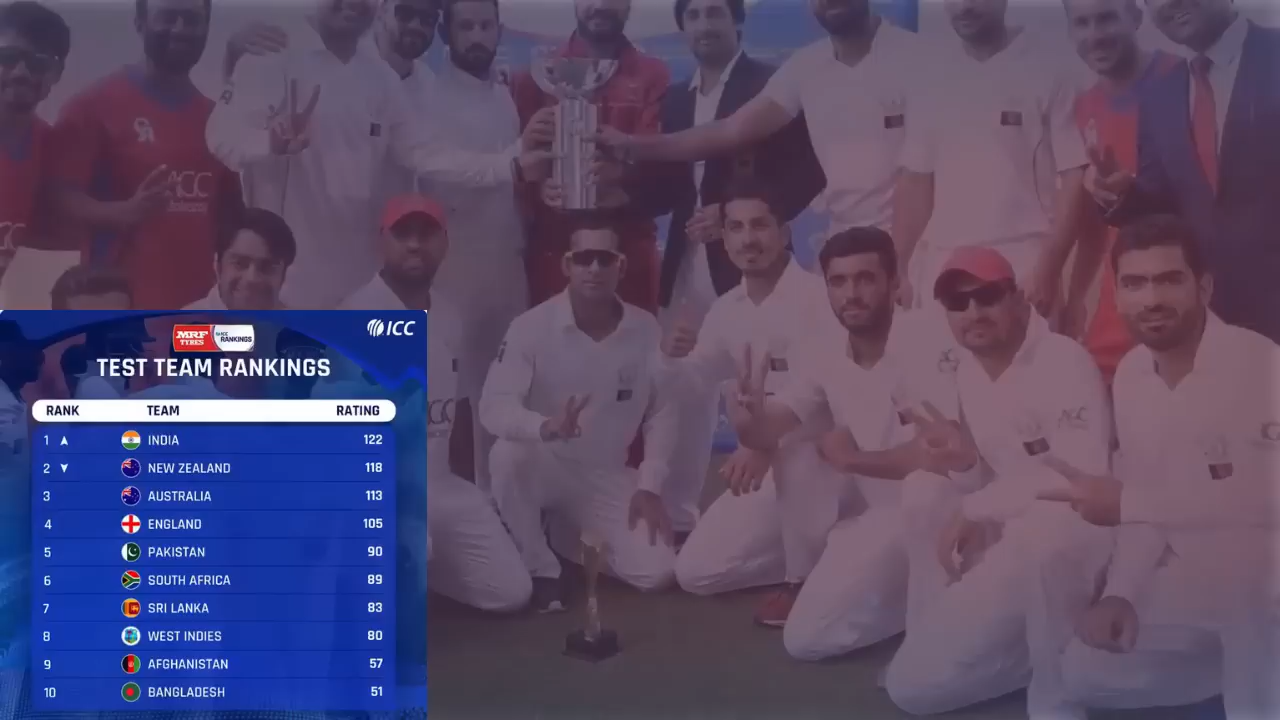 ACC
MRF TYRES ICC RANKINGS
ICC
TEST TEAM RANKINGS
RANK TEAM RATING
1 ▲ INDIA 122
2 ▼ NEW ZEALAND 118
3 AUSTRALIA 113
4 ENGLAND 105
5 PAKISTAN 90
6 SOUTH AFRICA 89
7 SRI LANKA 83
8 WEST INDIES 80
9 AFGHANISTAN 57
10 BANGLADESH 51
ACC